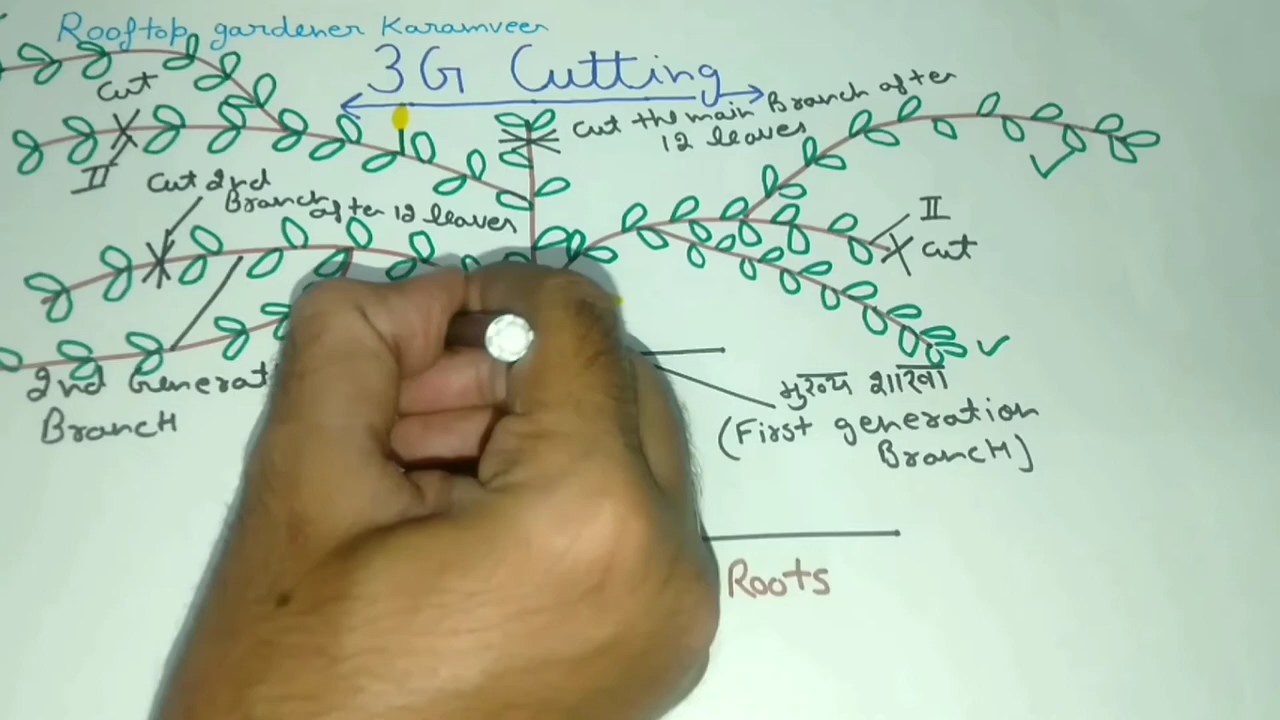 Rooftop gardener Karamveer
3G Cutting
Cut the main Branch after
12 leaves
Cut
II
Cut 2nd
Branch after 12 leaves
II
Cut
2nd Generat
Branch
मुख्य शाखा
(First generation
Branch)
Roots